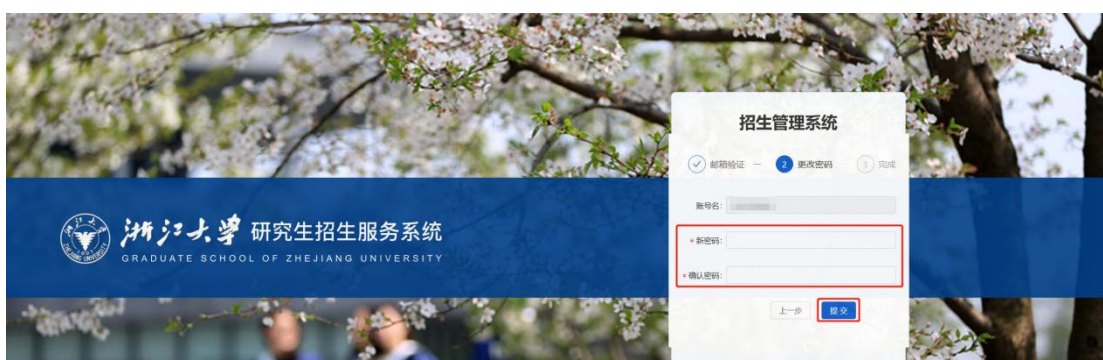 招生管理系统
邮箱验证
2 更改密码
3 完成
账号名:
* 新密码:
* 确认密码:
上一步 提交
浙江大学 研究生招生服务系统
GRADUATE SCHOOL OF ZHEJIANG UNIVERSITY